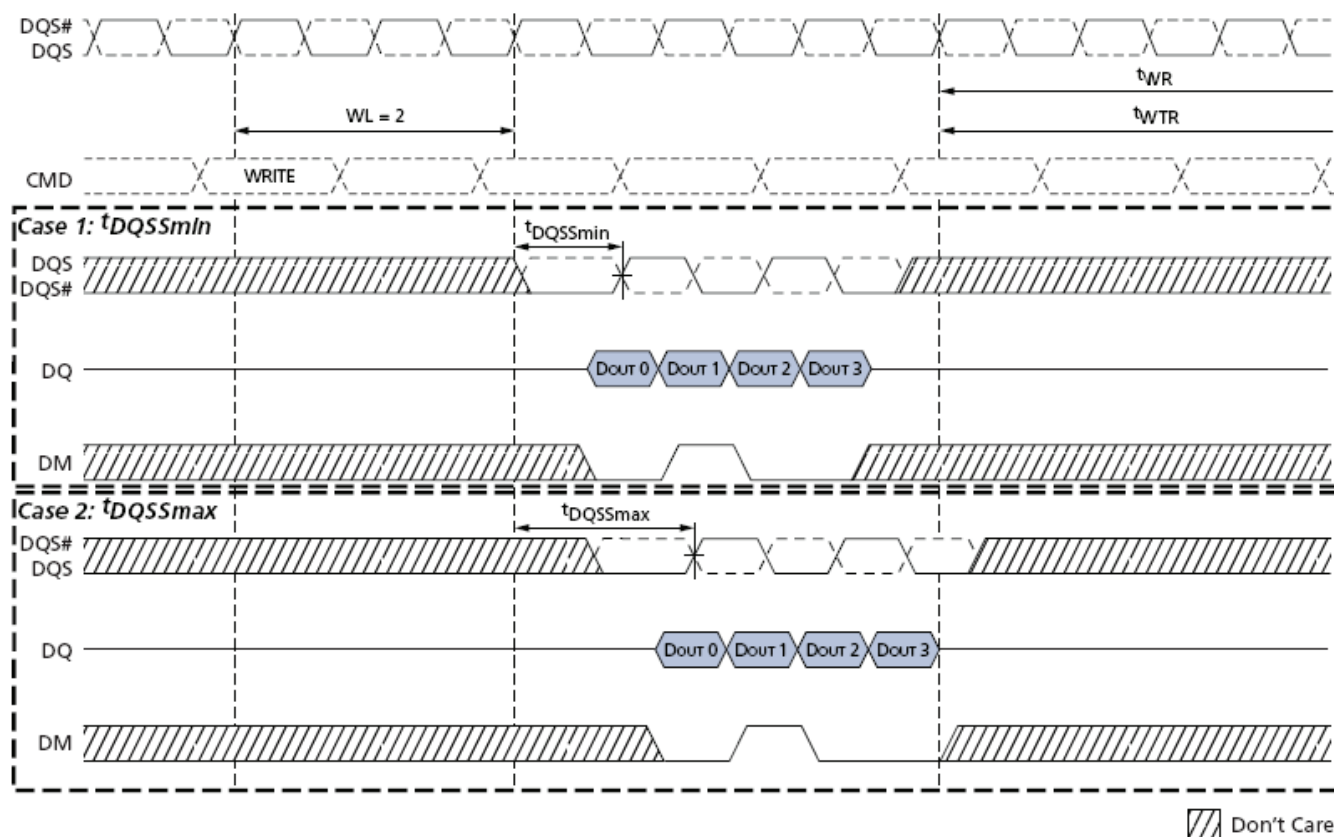 DQS#
DQS
tWR
WL = 2
tWTR
CMD
WRITE
Case 1: tDQSSmin
tDQSSmin
DQS
DQS#
DQ
DOUT 0 DOUT 1 DOUT 2 DOUT 3
DM
Case 2: tDQSSmax
tDQSSmax
DQS#
DQS
DQ
DOUT 0 DOUT 1 DOUT 2 DOUT 3
DM
Don't Care